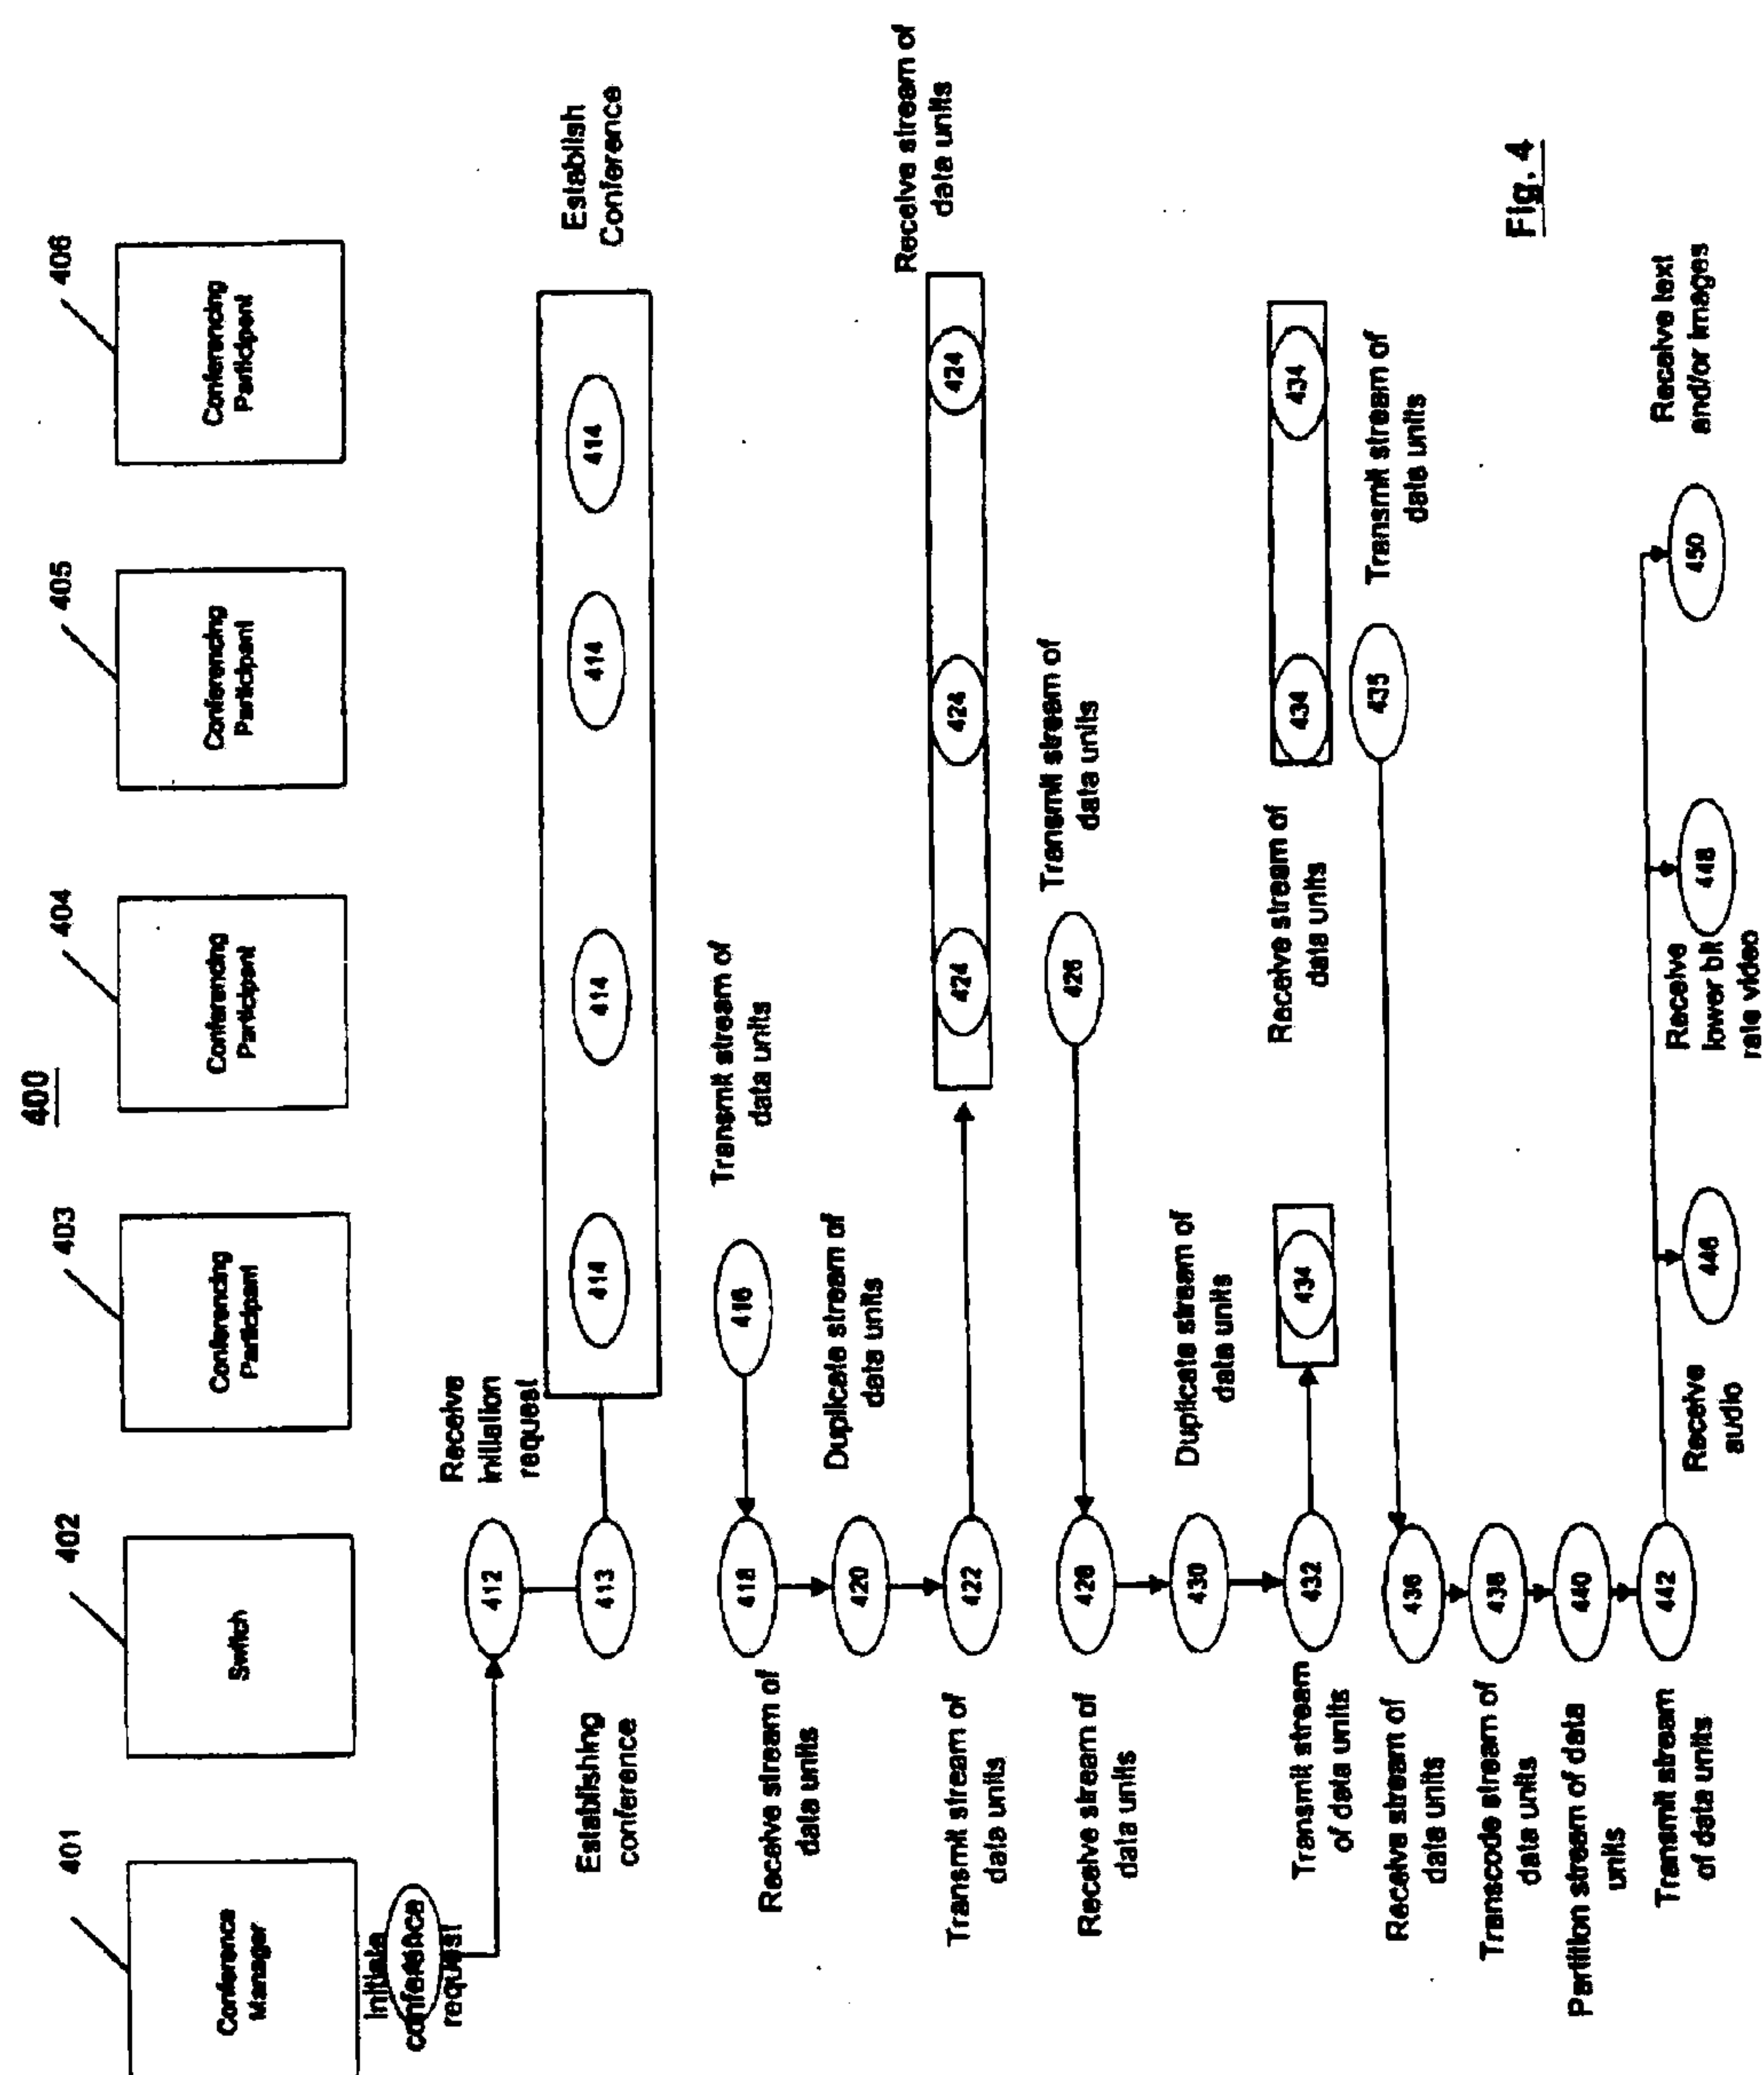 400
401
402
403
404
405
406
Conference
Manager
Switch
Conferencing
Participant
Conferencing
Participant
Conferencing
Participant
Conferencing
Participant
Initiate
conference
request
Receive
initiation
request
412
Establishing
conference
413
414
414
414
414
Establish
Conference
Transmit stream of
data units
416
Receive stream of
data units
418
Duplicate stream of
data units
420
Transmit stream of
data units
422
424
424
424
Receive stream of
data units
Transmit stream of
data units
426
Receive stream of
data units
428
Duplicate stream of
data units
430
Transmit stream
of data units
432
434
Receive stream of
data units
434
434
Transmit stream of
data units
435
Receive stream of
data units
436
Transcode stream of
data units
438
Partition stream of data
units
440
Transmit stream
of data units
442
Receive
audio
446
Receive
lower bit
rate video
448
Receive text
and/or images
450
Fig. 4